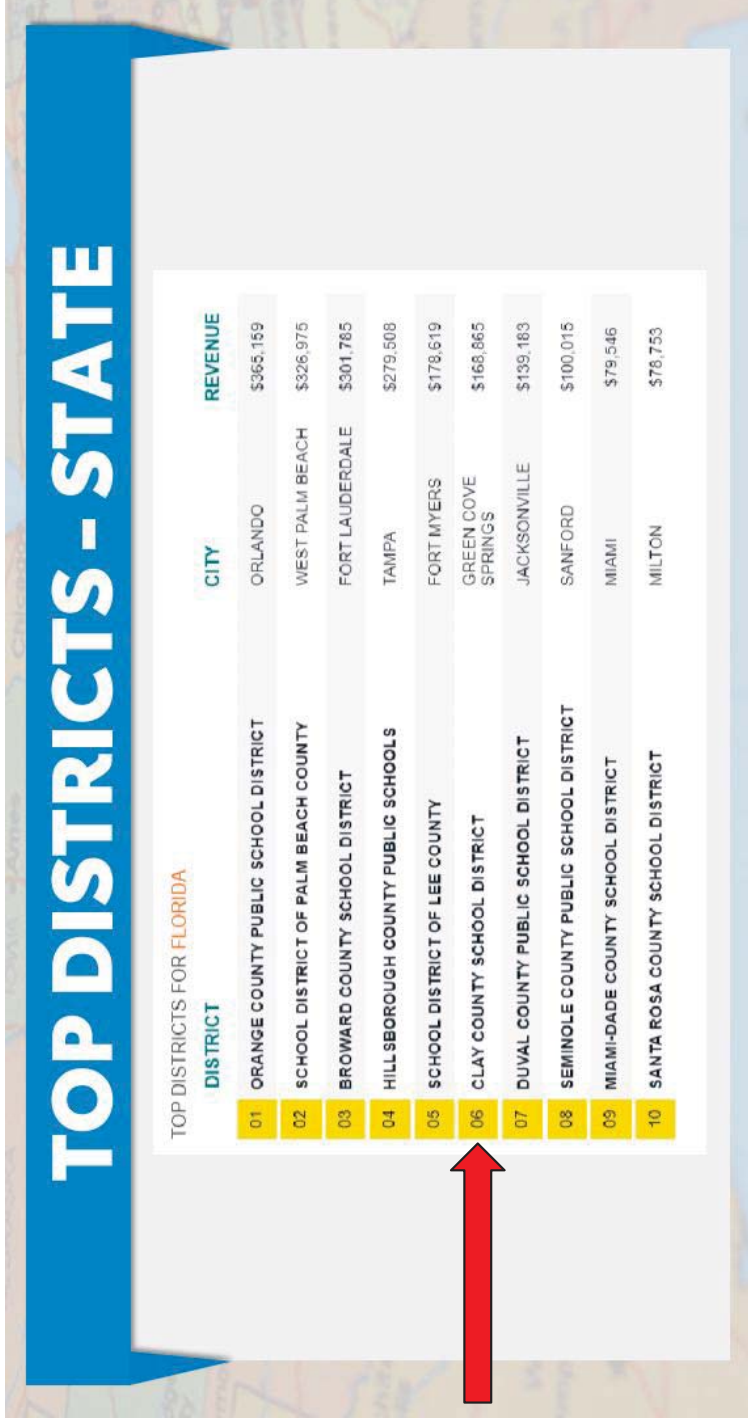 TOP DISTRICTS - STATE
TOP DISTRICTS FOR FLORIDA
DISTRICT CITY REVENUE
01 ORANGE COUNTY PUBLIC SCHOOL DISTRICT ORLANDO $365,159
02 SCHOOL DISTRICT OF PALM BEACH COUNTY WEST PALM BEACH $326,975
03 BROWARD COUNTY SCHOOL DISTRICT FORT LAUDERDALE $301,785
04 HILLSBOROUGH COUNTY PUBLIC SCHOOLS TAMPA $279,508
05 SCHOOL DISTRICT OF LEE COUNTY FORT MYERS $178,619
06 CLAY COUNTY SCHOOL DISTRICT GREEN COVE SPRINGS $168,865
07 DUVAL COUNTY PUBLIC SCHOOL DISTRICT JACKSONVILLE $139,183
08 SEMINOLE COUNTY PUBLIC SCHOOL DISTRICT SANFORD $100,015
09 MIAMI-DADE COUNTY SCHOOL DISTRICT MIAMI $79,546
10 SANTA ROSA COUNTY SCHOOL DISTRICT MILTON $78,753